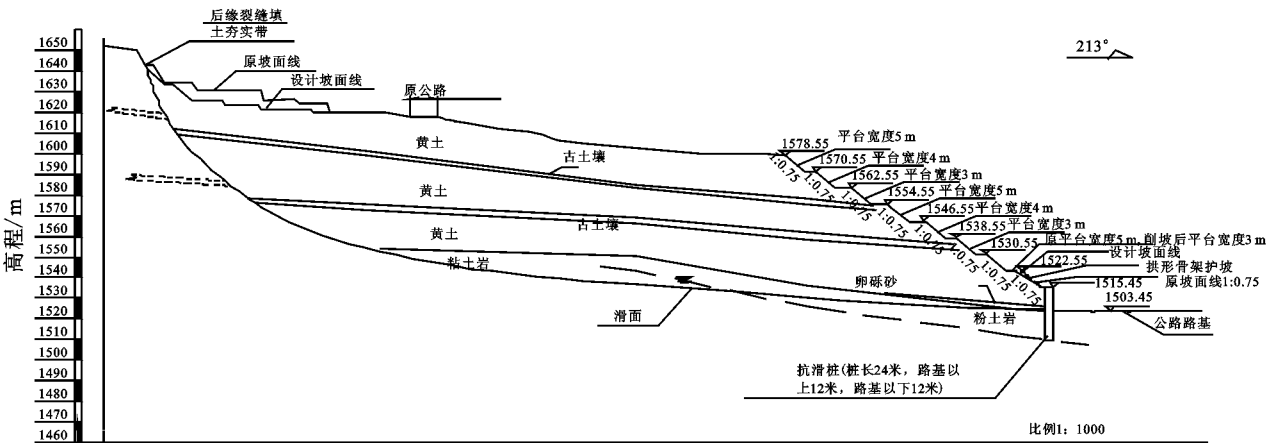 后缘裂缝填
土夯实带
原坡面线
设计坡面线
原公路
213°
高程/m
1650
1640
1630
1620
1610
1600
1590
1580
1570
1560
1550
1540
1530
1520
1510
1500
1490
1480
1470
1460
黄土
古土壤
黄土
古土壤
黄土
粘土岩
滑面
卵砾砂
粉土岩
1578.55
平台宽度5 m
1570.55
平台宽度4 m
1562.55
平台宽度3 m
1554.55
平台宽度5 m
1546.55
平台宽度4 m
1538.55
平台宽度3 m
1530.55
原平台宽度5 m, 削坡后平台宽度3 m
设计坡面线
1522.55
拱形骨架护坡
原坡面线1:0.75
1515.45
1503.45
公路路基
1:0.75
1:0.75
1:0.75
1:0.75
1:0.75
1:0.75
1:0.75
1:0.75
抗滑桩(桩长24米，路基以
上12米，路基以下12米)
比例1：1000